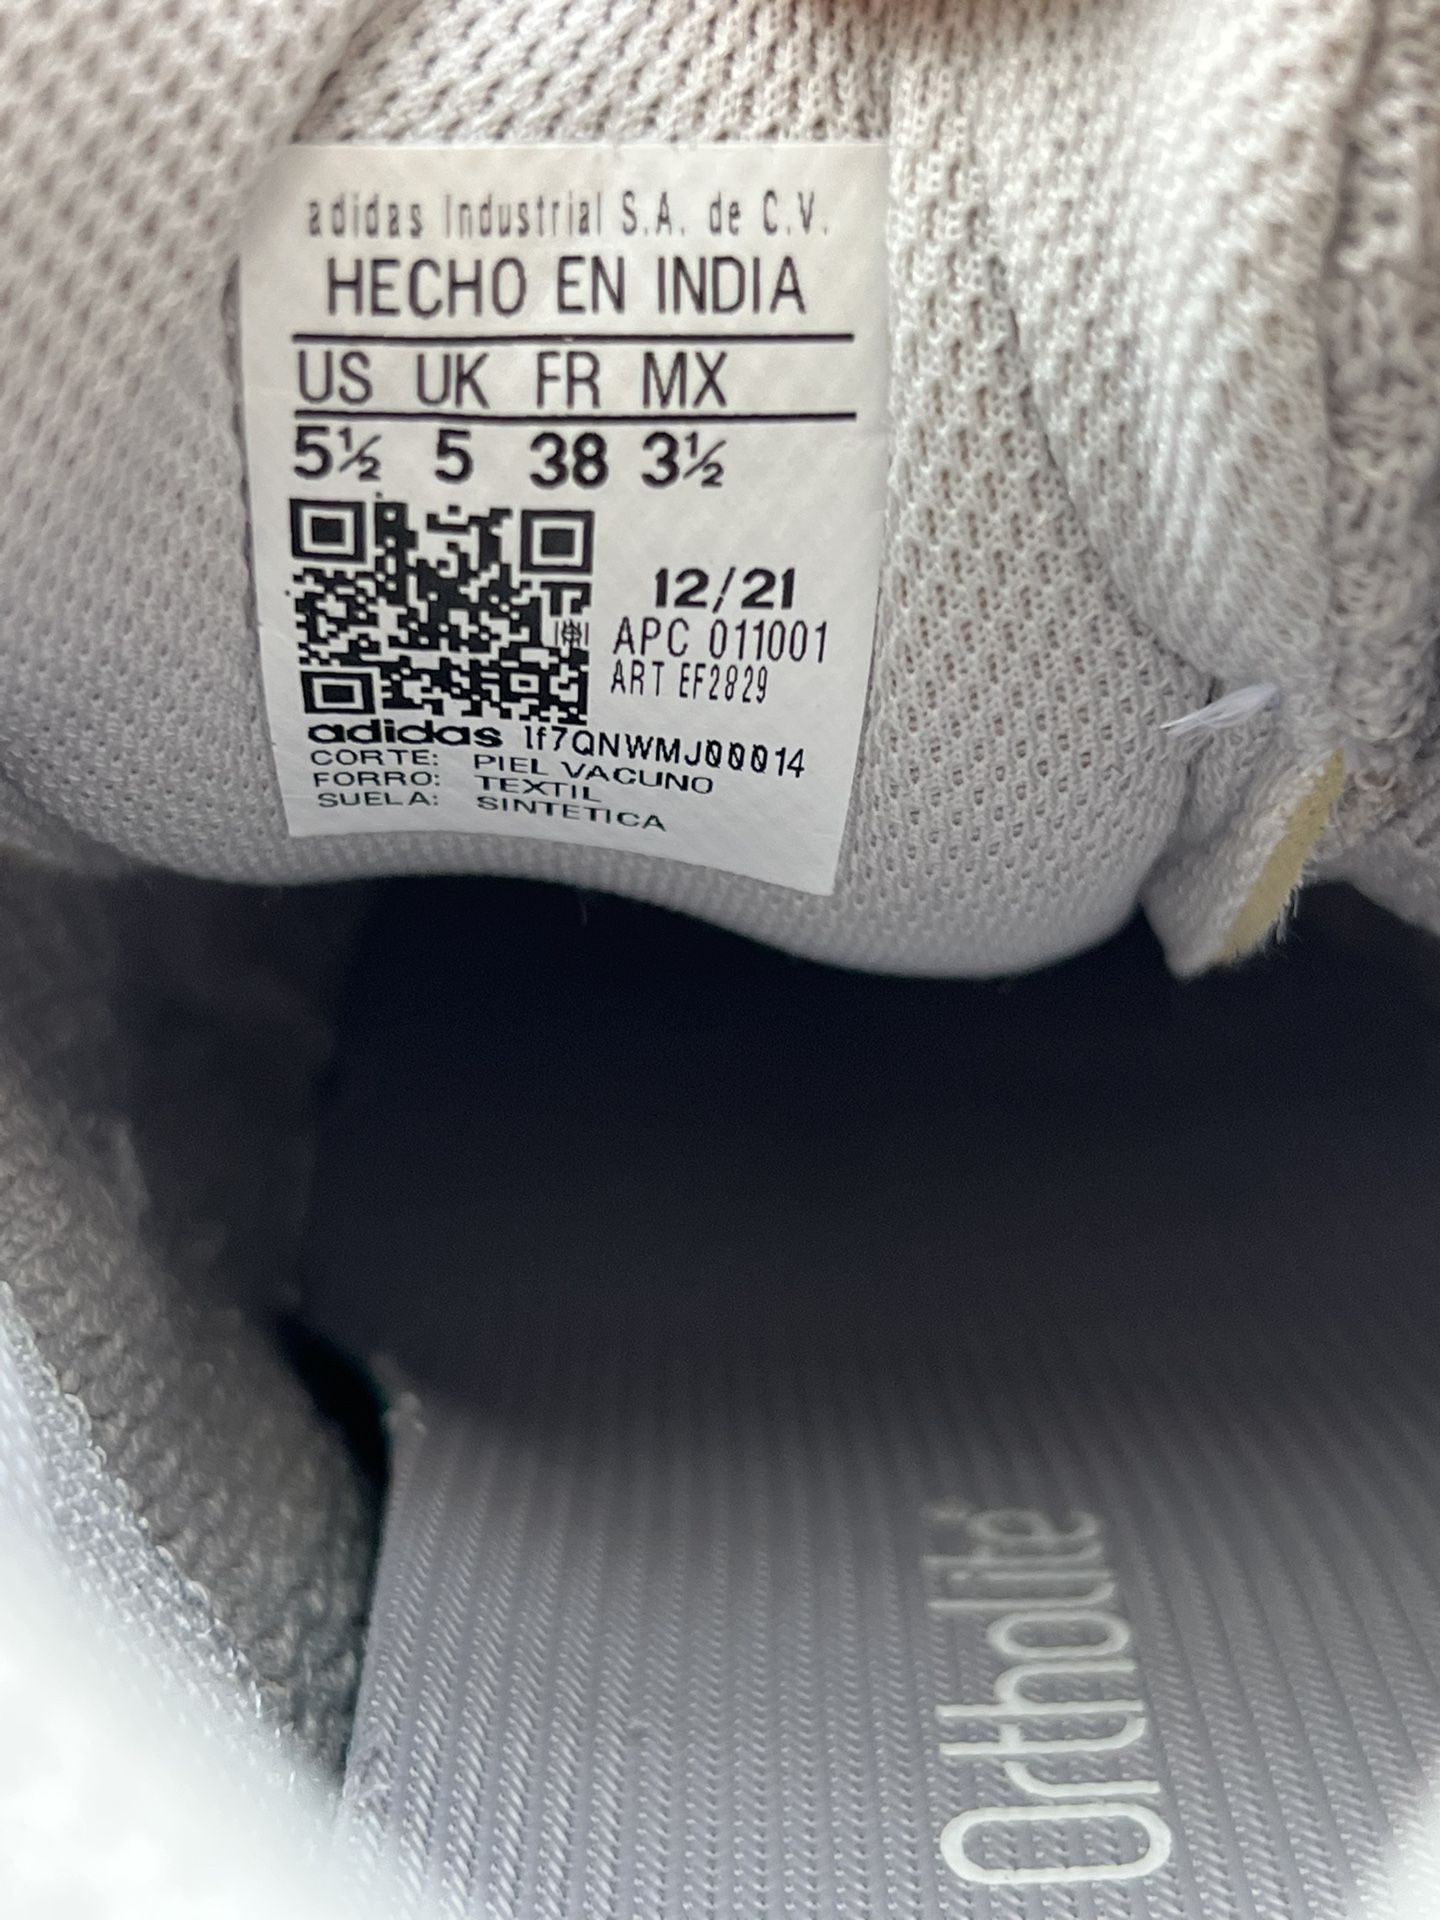 adidas Industrial S.A. de C.V.
HECHO EN INDIA
US UK FR MX
5½ 5 38 3½
12/21
APC 011001
ART EF2829
adidas 1f7QNWMJ00014
CORTE: PIEL VACUNO
FORRO: TEXTIL
SUELA: SINTETICA
Ortholite